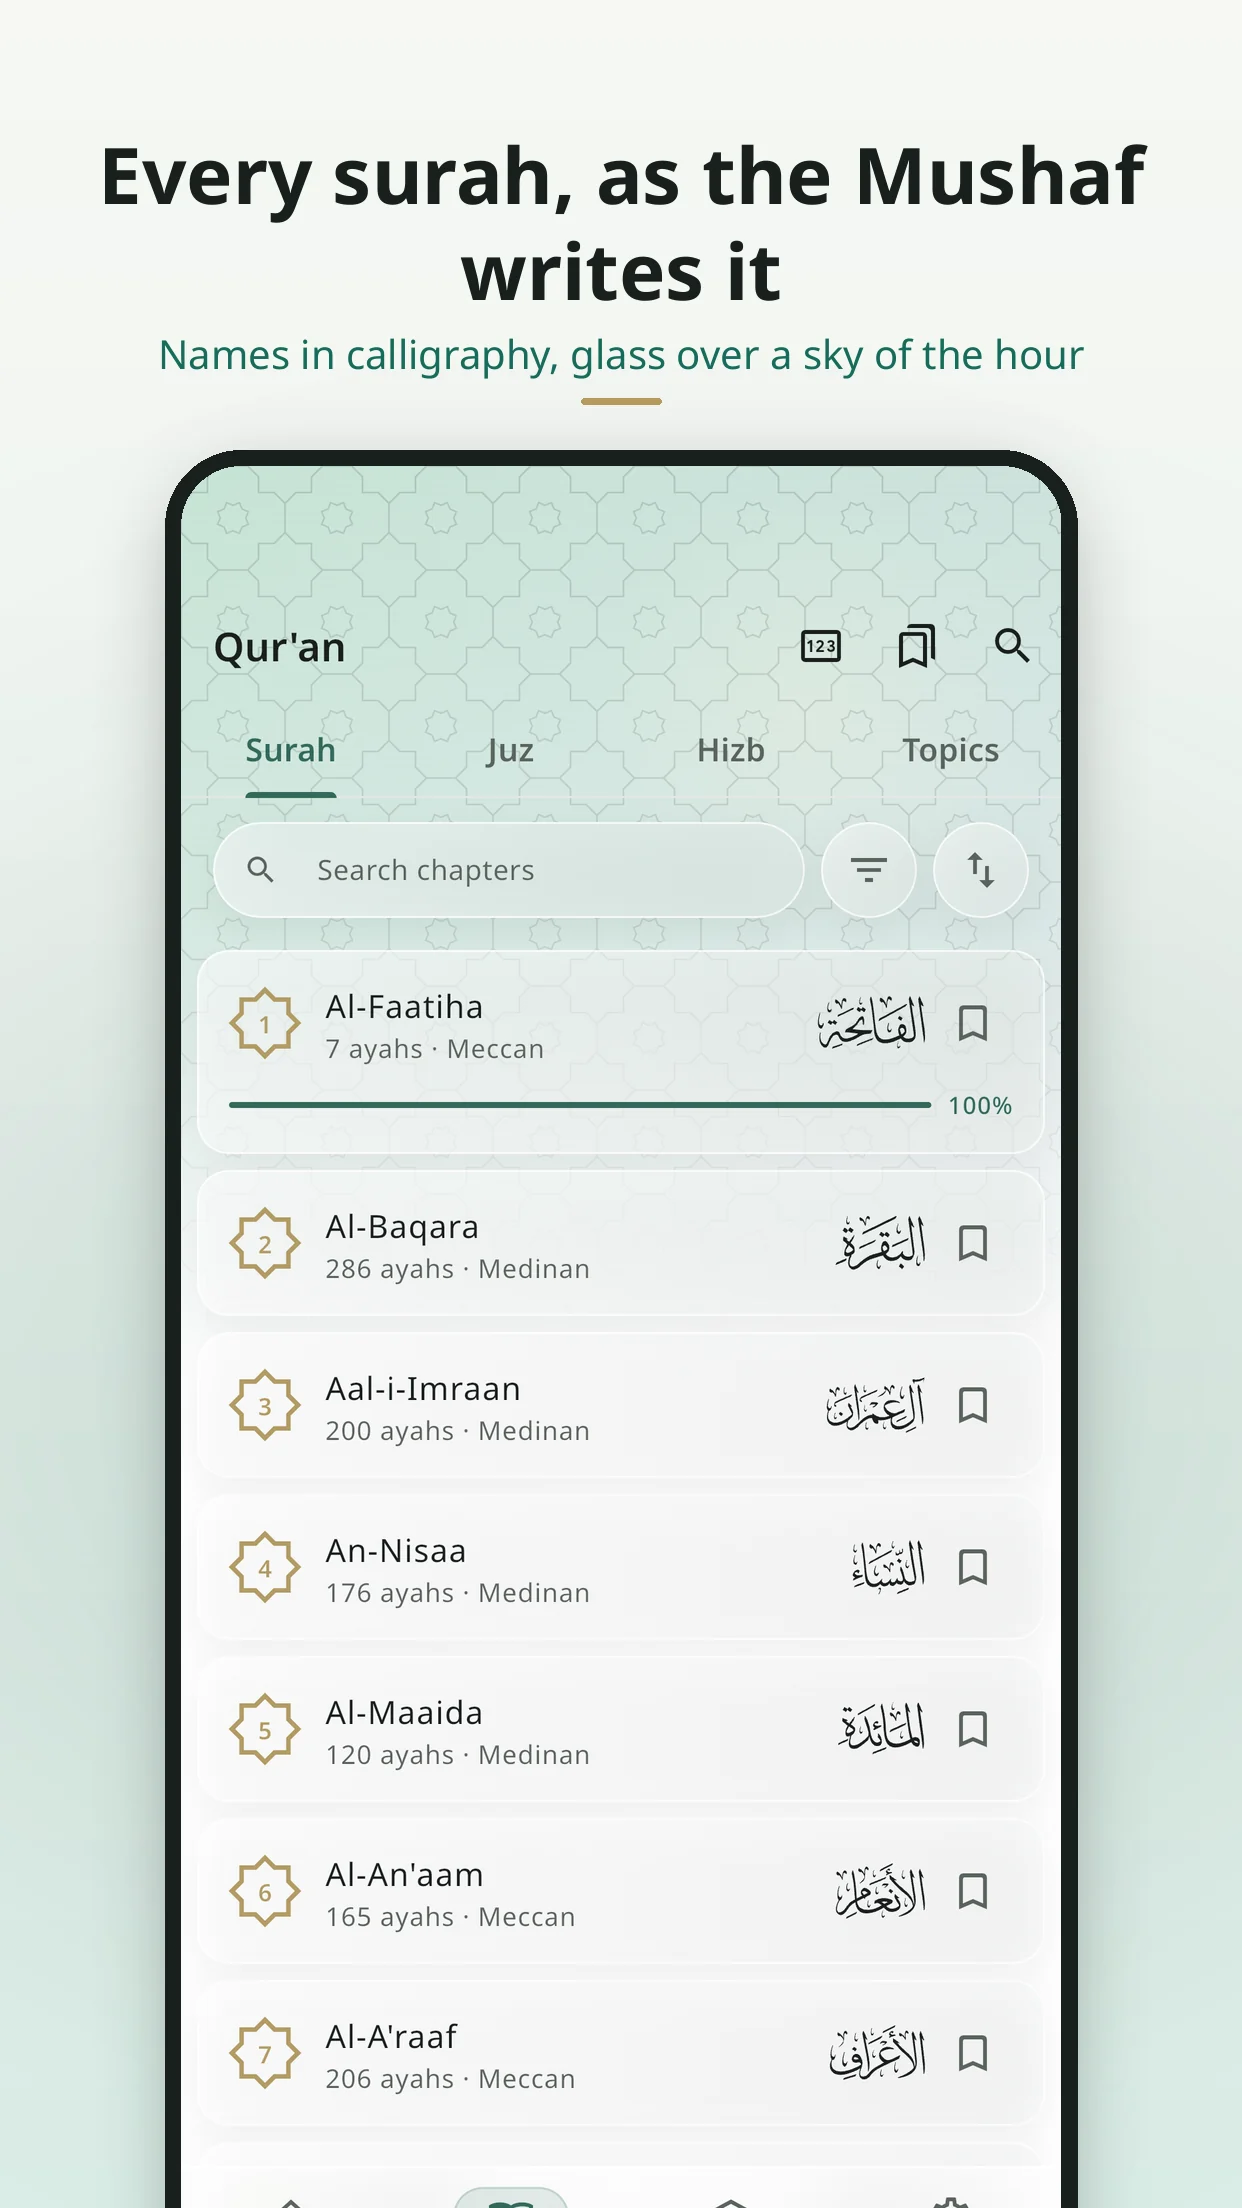 Every surah, as the Mushaf
writes it
Names in calligraphy, glass over a sky of the hour
Qur'an
123
Surah Juz Hizb Topics
Search chapters
1 Al-Faatiha الفَاتِحَةِ
7 ayahs · Meccan
100%
2 Al-Baqara البَقَرَةِ
286 ayahs · Medinan
3 Aal-i-Imraan آلِ عِمْرَان
200 ayahs · Medinan
4 An-Nisaa النِّسَاءِ
176 ayahs · Medinan
5 Al-Maaida المَائِدَةِ
120 ayahs · Medinan
6 Al-An'aam الأَنْعَامِ
165 ayahs · Meccan
7 Al-A'raaf الأَعْرَافِ
206 ayahs · Meccan